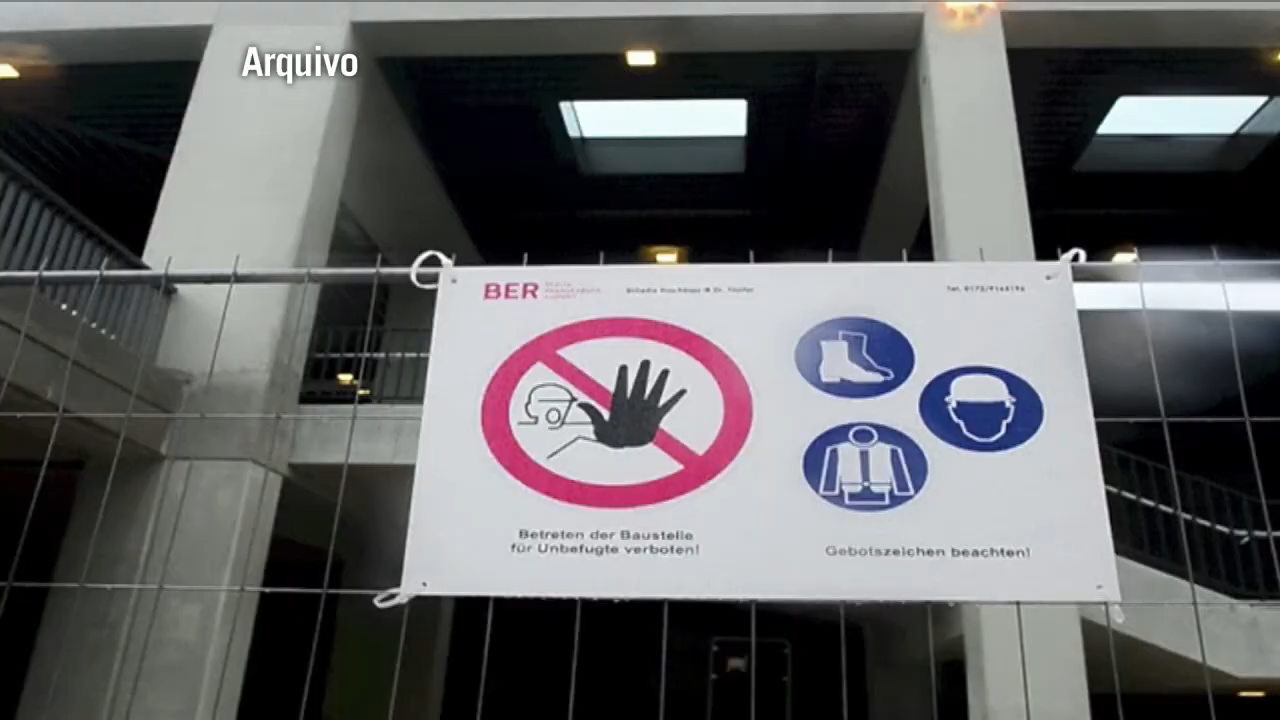 Arquivo
BER
Betreten der Baustelle
für Unbefugte verboten!
Gebotszeichen beachten!